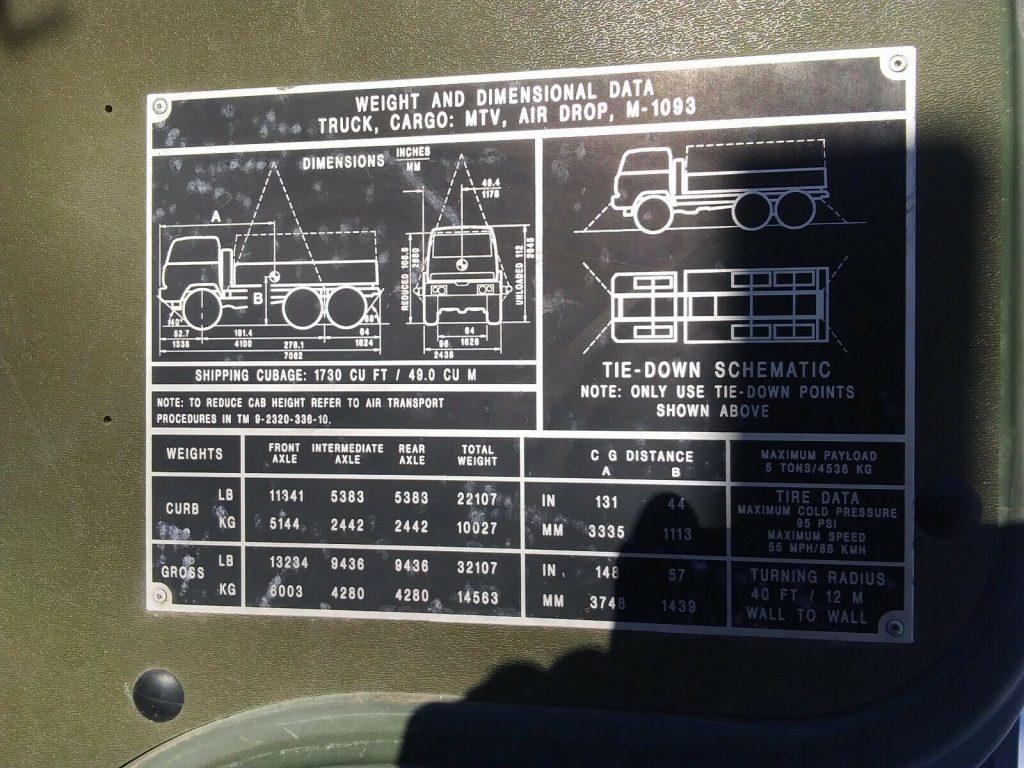 WEIGHT AND DIMENSIONAL DATA
TRUCK, CARGO: MTV, AIR DROP, M-1093
DIMENSIONS INCHES
MM
A
B
46.4
1178
REDUCED 106.5
UNLOADED 112
2845
52.7
1338
161.4
4100
278.1
7062
64
1624
64
1626
96
2438
SHIPPING CUBAGE: 1730 CU FT / 49.0 CU M
NOTE: TO REDUCE CAB HEIGHT REFER TO AIR TRANSPORT
PROCEDURES IN TM 9-2320-336-10.
TIE-DOWN SCHEMATIC
NOTE: ONLY USE TIE-DOWN POINTS
SHOWN ABOVE
WEIGHTS FRONT AXLE INTERMEDIATE AXLE REAR AXLE TOTAL WEIGHT
CURB
LB 11341 5383 5383 22107
KG 5144 2442 2442 10027
GROSS
LB 13234 9436 9436 32107
KG 6003 4280 4280 14563
C G DISTANCE
A B
IN 131 44
MM 3335 1113
IN 148 57
MM 3748 1439
MAXIMUM PAYLOAD
5 TONS/4536 KG
TIRE DATA
MAXIMUM COLD PRESSURE
95 PSI
MAXIMUM SPEED
55 MPH/88 KMH
TURNING RADIUS
40 FT / 12 M
WALL TO WALL